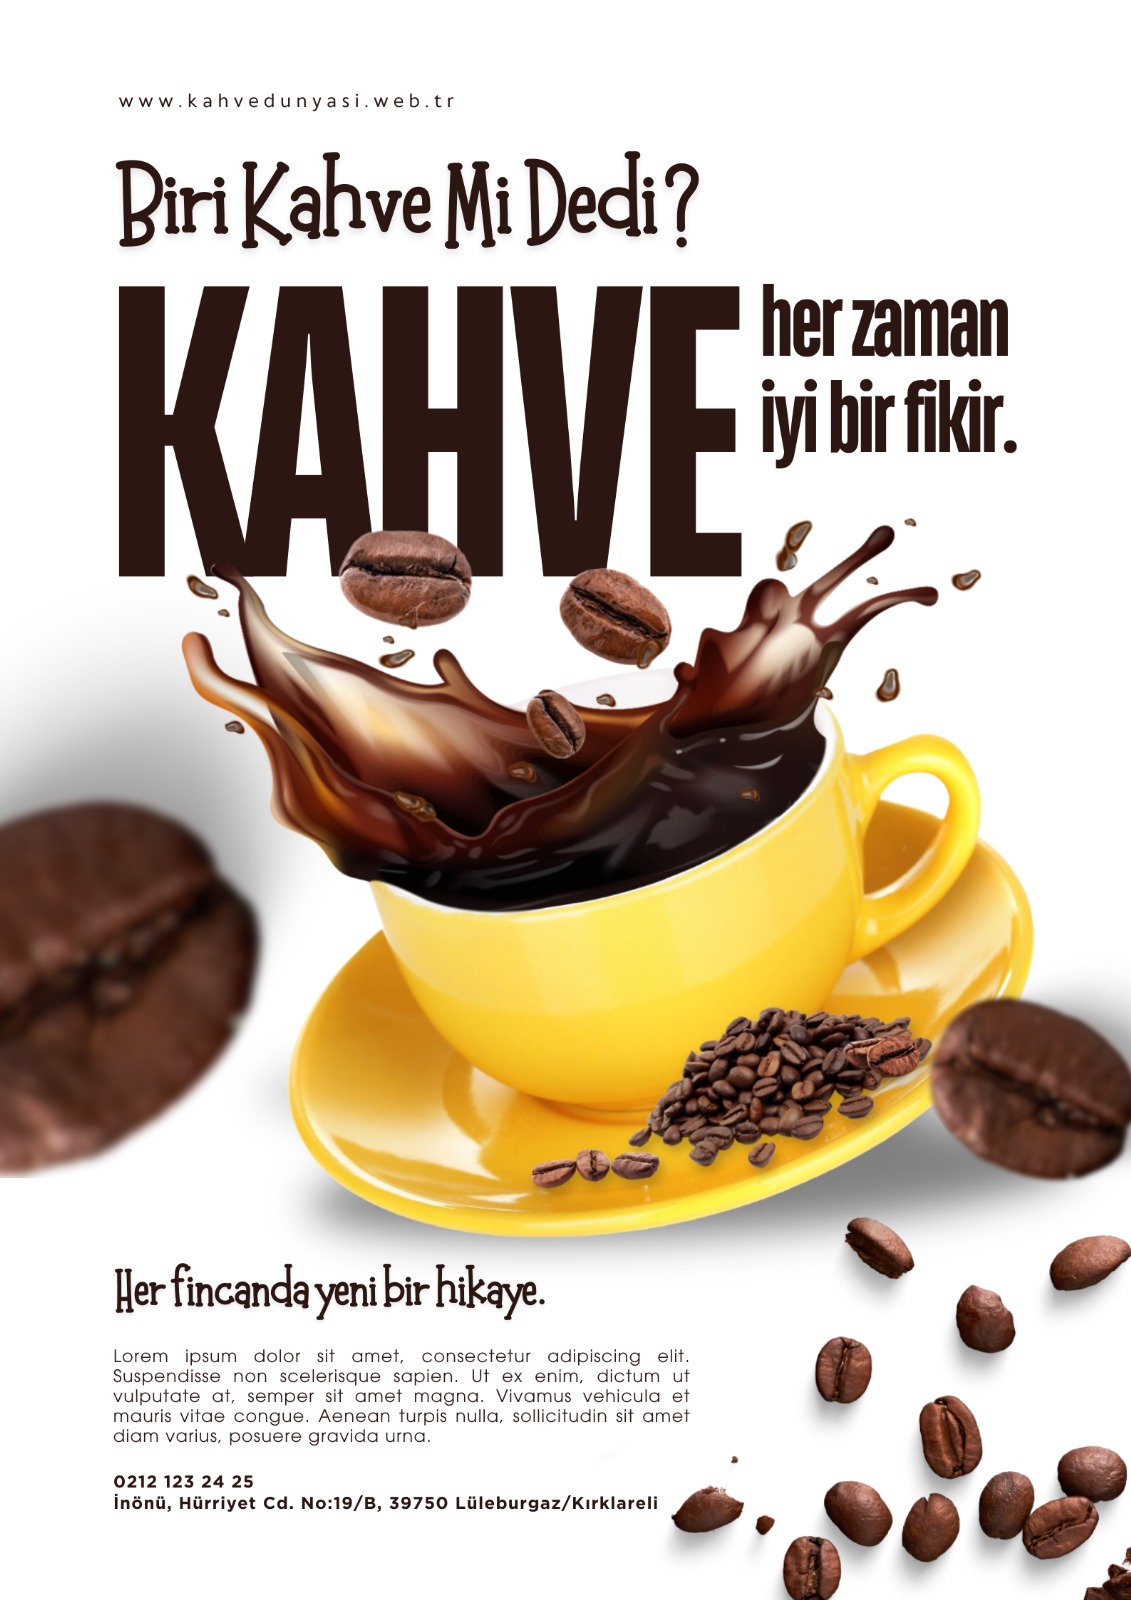 www.kahvedunyasi.web.tr
Biri Kahve Mi Dedi?
KAHVE
her zaman
iyi bir fikir.
Her fincanda yeni bir hikaye.
Lorem ipsum dolor sit amet, consectetur adipiscing elit.
Suspendisse non scelerisque sapien. Ut ex enim, dictum ut
vulputate at, semper sit amet magna. Vivamus vehicula et
mauris vitae congue. Aenean turpis nulla, sollicitudin sit amet
diam varius, posuere gravida urna.
0212 123 24 25
İnönü, Hürriyet Cd. No:19/B, 39750 Lüleburgaz/Kırklareli